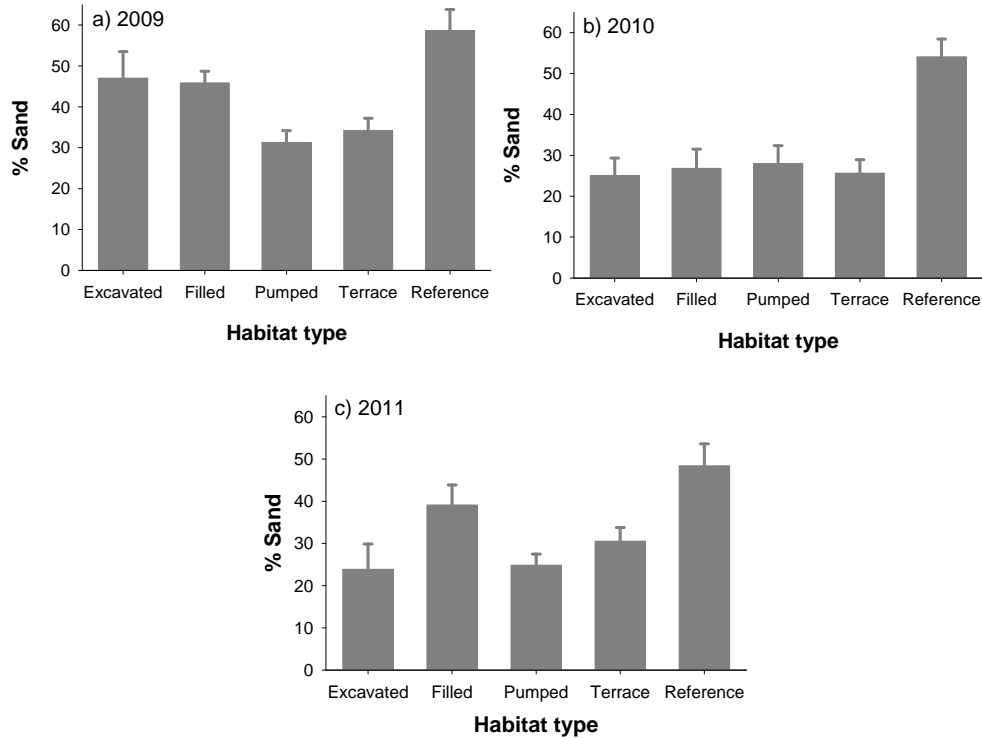 a) 2009
% Sand
60
50
40
30
20
10
0
Excavated Filled Pumped Terrace Reference
Habitat type
b) 2010
% Sand
60
50
40
30
20
10
0
Excavated Filled Pumped Terrace Reference
Habitat type
c) 2011
% Sand
60
50
40
30
20
10
0
Excavated Filled Pumped Terrace Reference
Habitat type